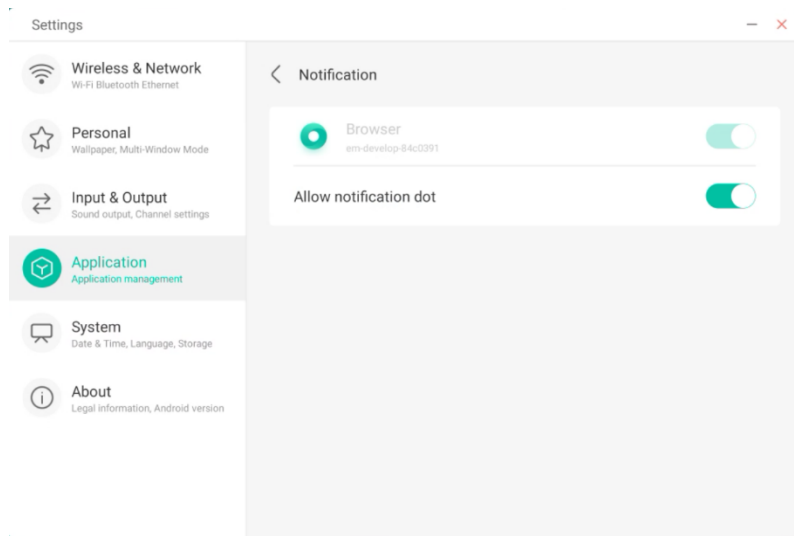 Settings
Wireless & Network
Wi-Fi Bluetooth Ethernet
Personal
Wallpaper, Multi-Window Mode
Input & Output
Sound output, Channel settings
Application
Application management
System
Date & Time, Language, Storage
About
Legal information, Android version
Notification
Browser
em-develop-84c0391
Allow notification dot